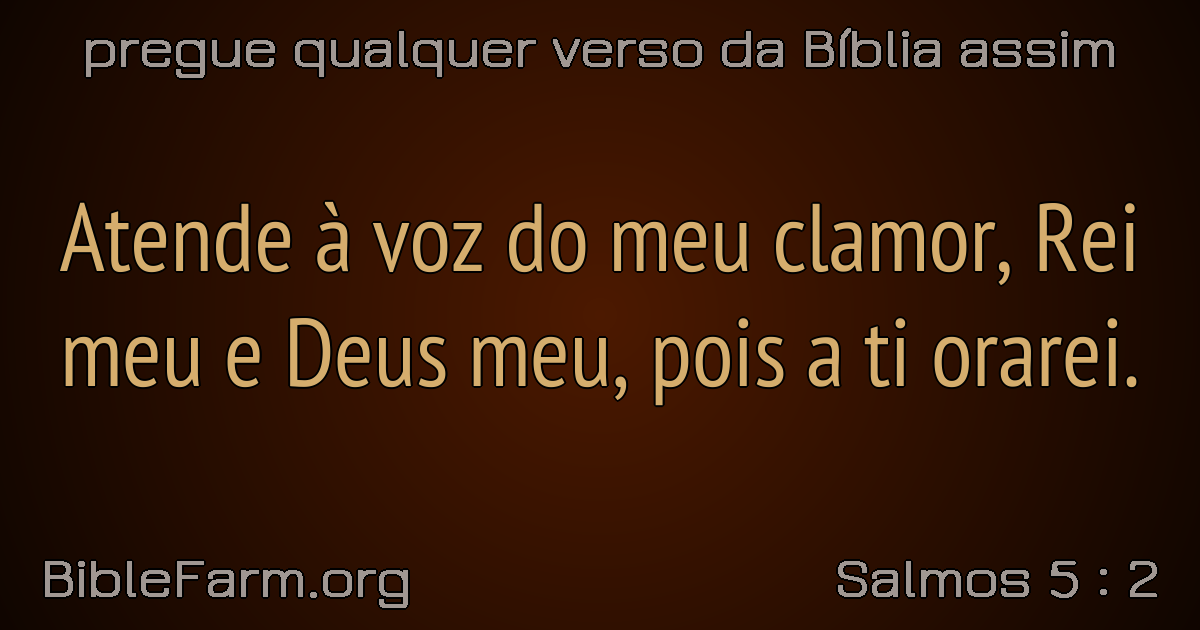 pregue qualquer verso da Bíblia assim
Atende à voz do meu clamor, Rei
meu e Deus meu, pois a ti orarei.
BibleFarm.org
Salmos 5 : 2